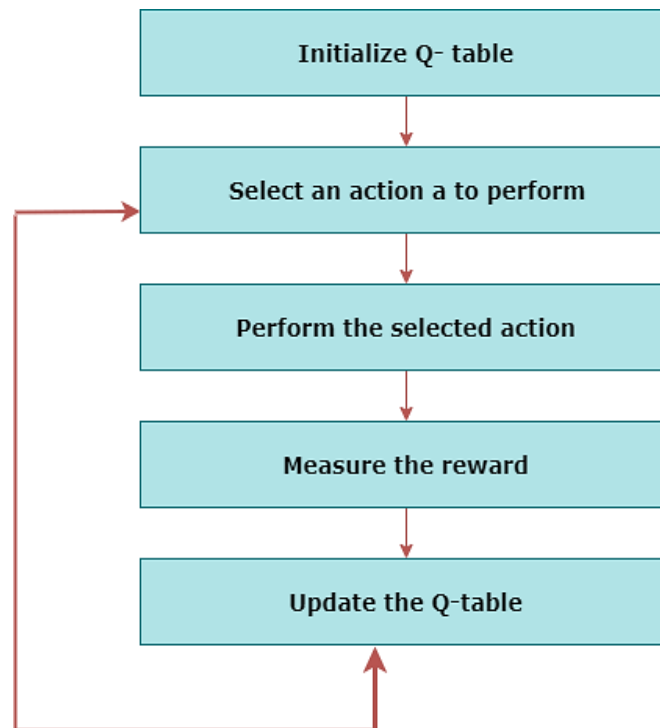 Initialize Q- table
Select an action a to perform
Perform the selected action
Measure the reward
Update the Q-table